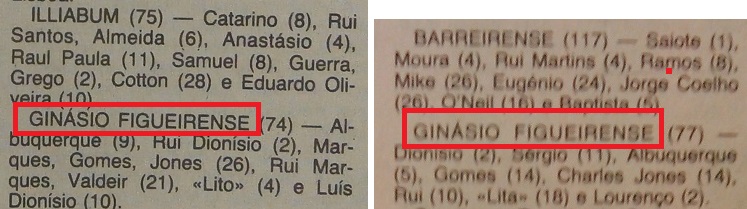 ILLIABUM (75) — Catarino (8), Rui
Santos, Almeida (6), Anastásio (4),
Raul Paula (11), Samuel (8), Guerra,
Grego (2), Cotton (28) e Eduardo Oli-
veira (10).
GINÁSIO FIGUEIRENSE (74) — Al-
buquerque (9), Rui Dionísio (2), Mar-
ques, Gomes, Jones (26), Rui Mar-
ques, Valdeir (21), «Lito» (4) e Luís
Dionísio (10).
BARREIRENSE (117) — Saiote (1),
Moura (4), Rui Martins (4), Ramos (8),
Mike (26), Eugénio (24), Jorge Coelho
(26), O'Neil (16) e Baptista (5).
GINÁSIO FIGUEIRENSE (77) —
Dionísio (2), Sérgio (11), Albuquerque
(5), Gomes (14), Charles Jones (14),
Rui (10), «Lita» (18) e Lourenço (2).